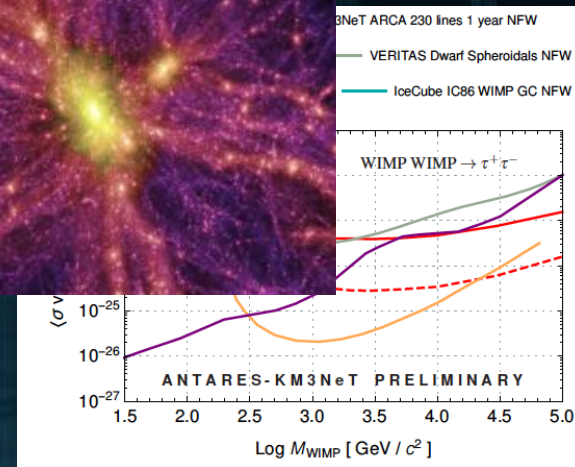 3NeT ARCA 230 lines 1 year NFW
VERITAS Dwarf Spheroidals NFW
IceCube IC86 WIMP GC NFW
WIMP WIMP → τ⁺τ⁻
⟨σ v
10⁻²⁵
10⁻²⁶
10⁻²⁷
ANTARES-KM3NeT PRELIMINARY
1.5 2.0 2.5 3.0 3.5 4.0 4.5 5.0
Log M_WIMP [ GeV / c² ]